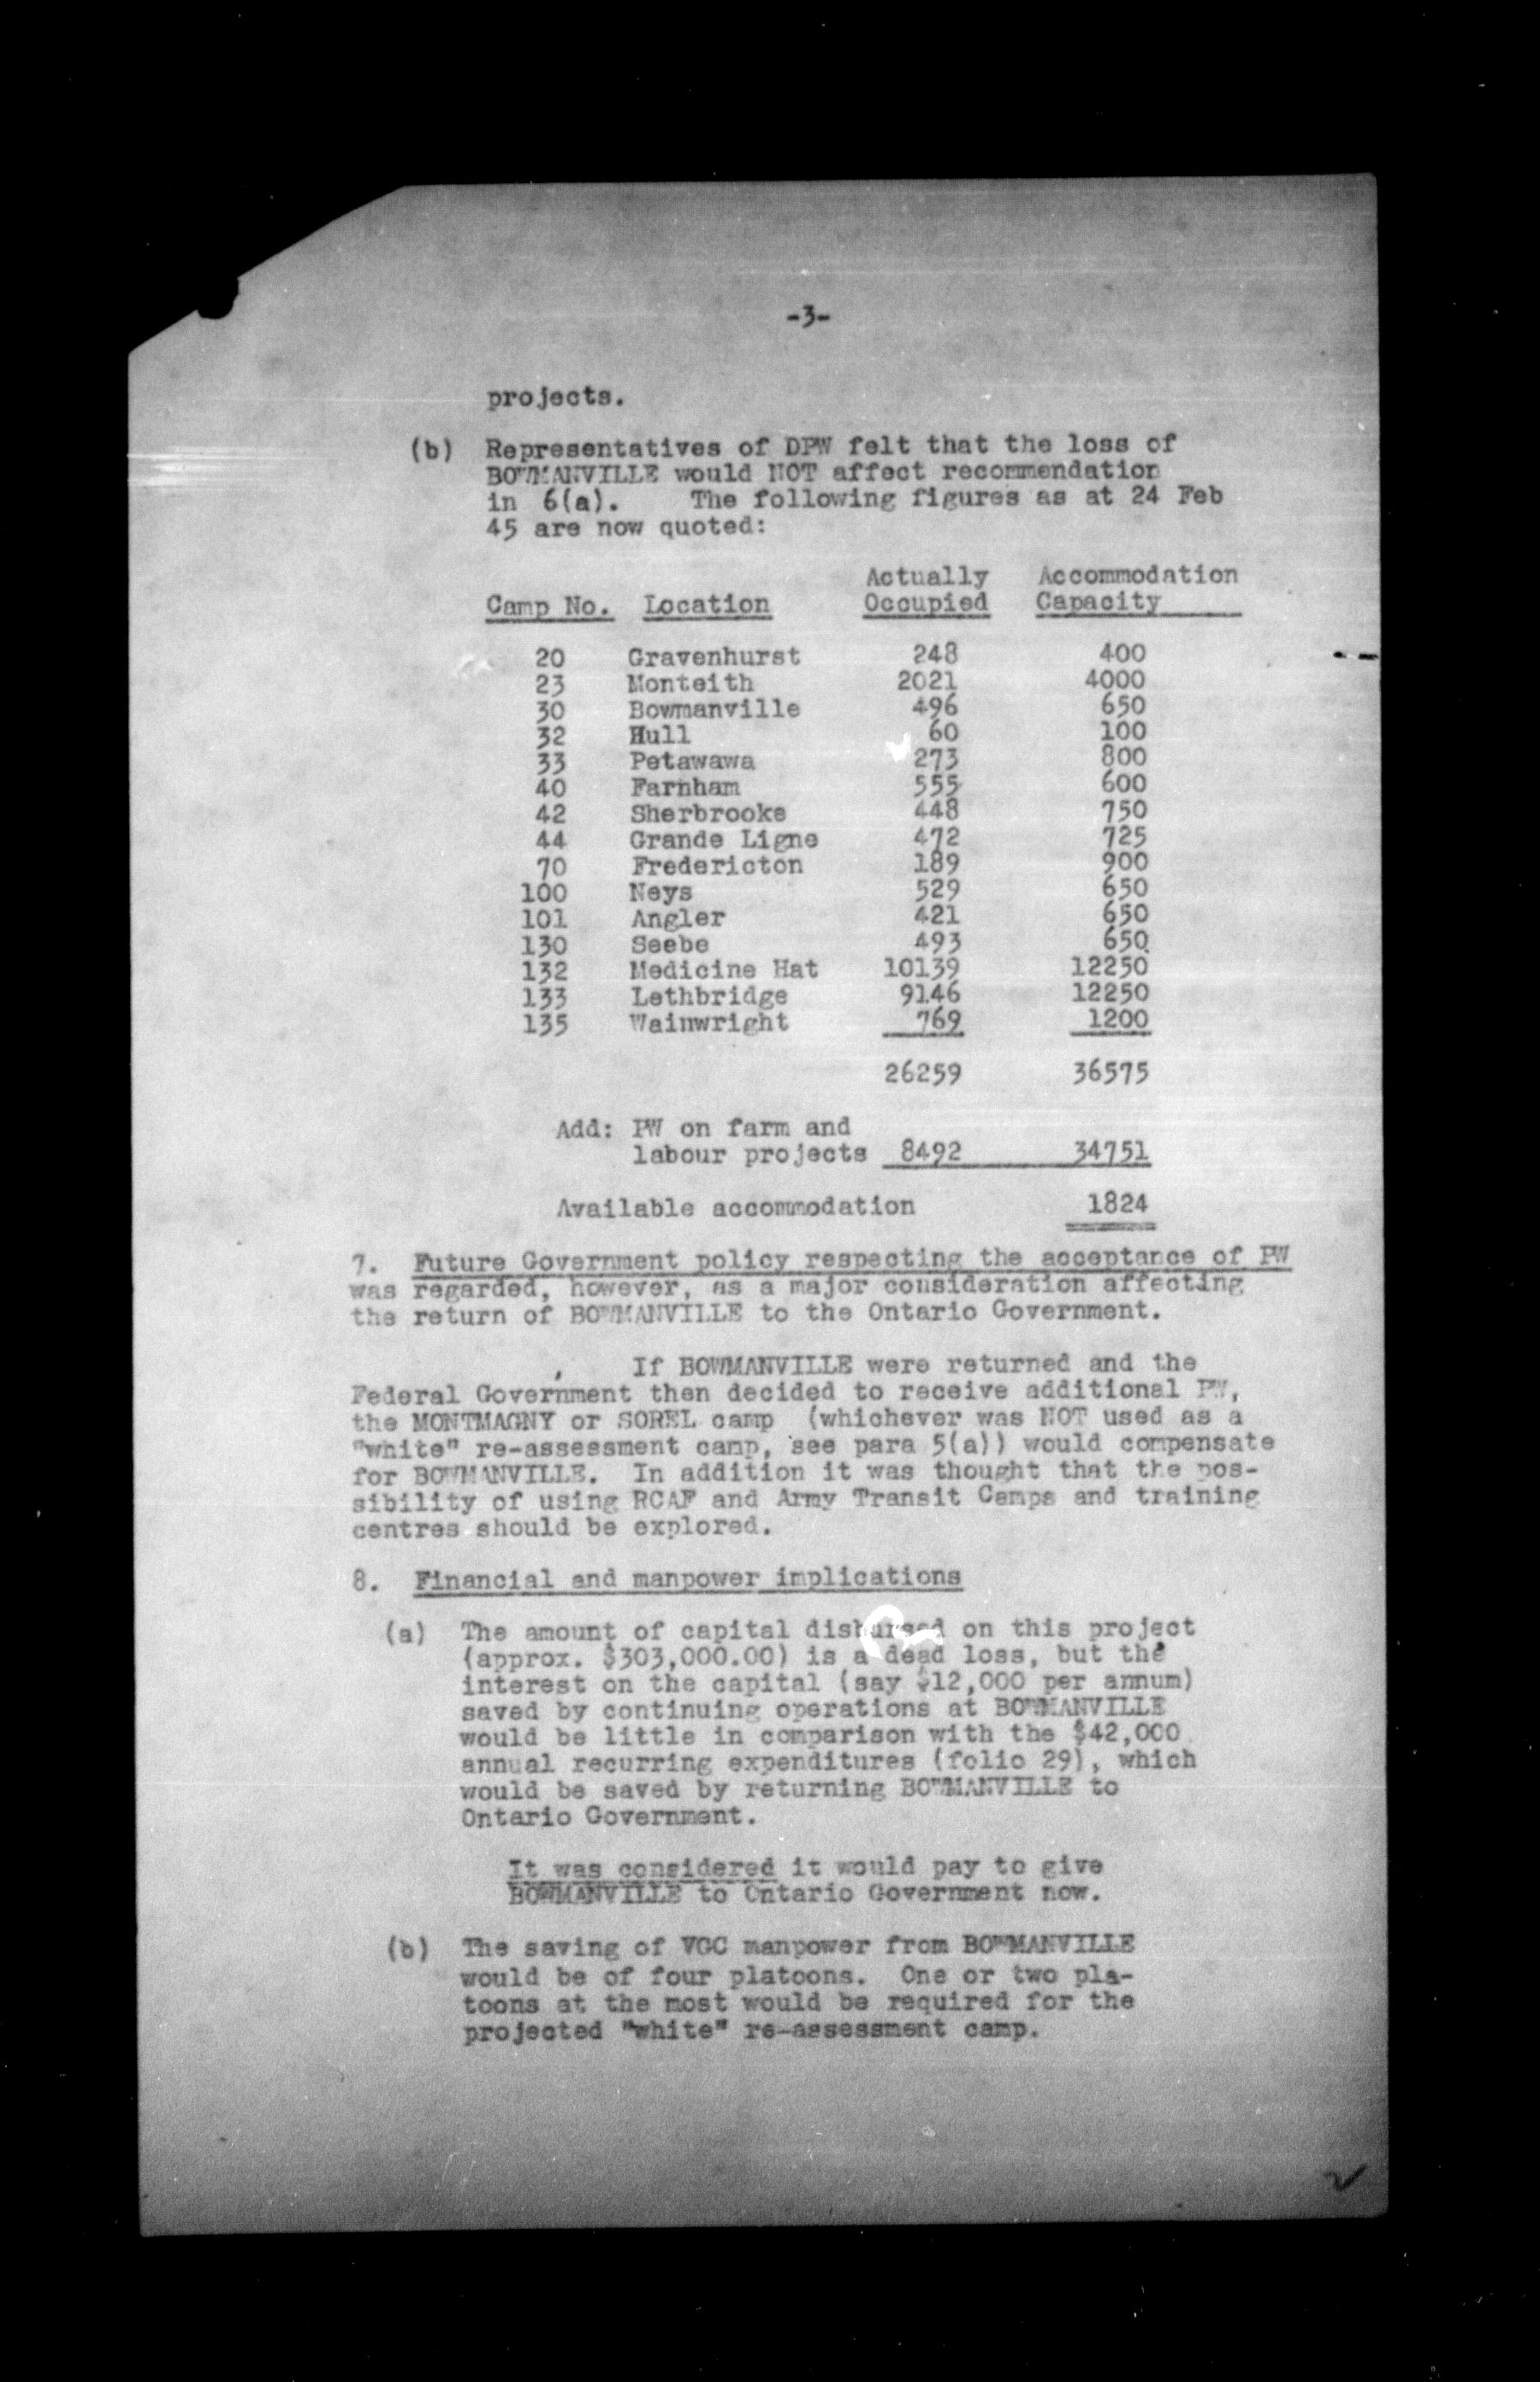 -3-
projects.
(b) Representatives of DPW felt that the loss of
BOWMANVILLE would NOT affect recommendation
in 6(a). The following figures as at 24 Feb
45 are now quoted:
Actually Accommodation
Camp No. Location Occupied Capacity
20 Gravenhurst 248 400
23 Monteith 2021 4000
30 Bowmanville 496 650
32 Hull 60 100
33 Petawawa 273 800
40 Farnham 555 600
42 Sherbrooke 448 750
44 Grande Ligne 472 725
70 Fredericton 189 900
100 Neys 529 650
101 Angler 421 650
130 Seebe 493 650
132 Medicine Hat 10139 12250
133 Lethbridge 9146 12250
135 Wainwright 769 1200
26259 36575
Add: PW on farm and
labour projects 8492 34751
Available accommodation 1824
7. Future Government policy respecting the acceptance of PW
was regarded, however, as a major consideration affecting
the return of BOWMANVILLE to the Ontario Government.
If BOWMANVILLE were returned and the
Federal Government then decided to receive additional PW,
the MONTMAGNY or SOREL camp (whichever was NOT used as a
"white" re-assessment camp, see para 5(a)) would compensate
for BOWMANVILLE. In addition it was thought that the pos-
sibility of using RCAF and Army Transit Camps and training
centres should be explored.
8. Financial and manpower implications
(a) The amount of capital disbursed on this project
(approx. $303,000.00) is a dead loss, but the
interest on the capital (say $12,000 per annum)
saved by continuing operations at BOWMANVILLE
would be little in comparison with the $42,000
annual recurring expenditures (folio 29), which
would be saved by returning BOWMANVILLE to
Ontario Government.
It was considered it would pay to give
BOWMANVILLE to Ontario Government now.
(b) The saving of VGC manpower from BOWMANVILLE
would be of four platoons. One or two pla-
toons at the most would be required for the
projected "white" re-assessment camp.